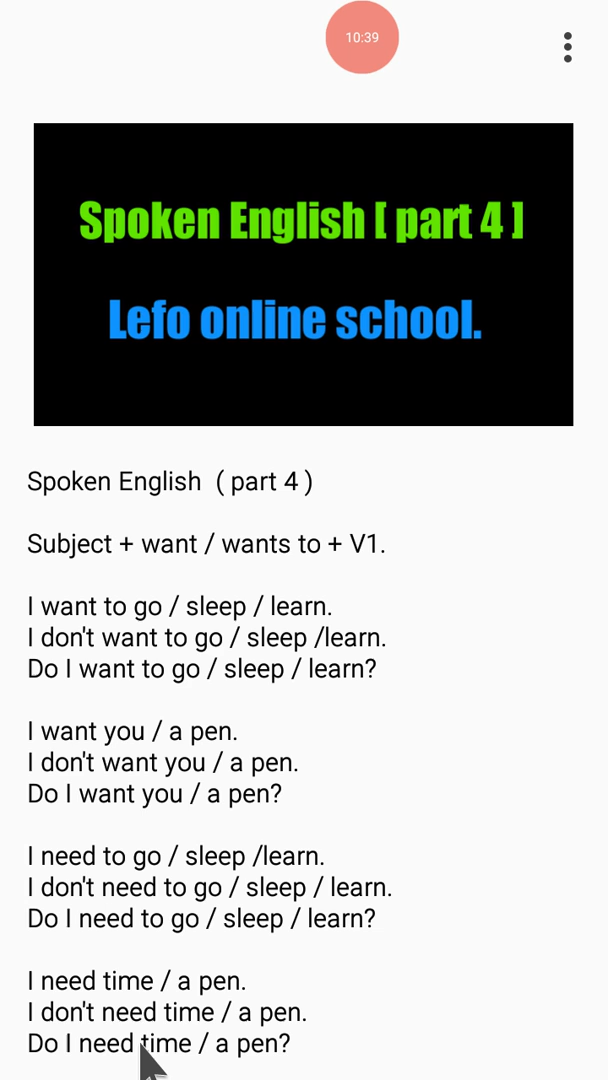 10:39
Spoken English [ part 4 ]
Lefo online school.
Spoken English  ( part 4 )
Subject + want / wants to + V1.
I want to go / sleep / learn.
I don't want to go / sleep /learn.
Do I want to go / sleep / learn?
I want you / a pen.
I don't want you / a pen.
Do I want you / a pen?
I need to go / sleep /learn.
I don't need to go / sleep / learn.
Do I need to go / sleep / learn?
I need time / a pen.
I don't need time / a pen.
Do I need time / a pen?